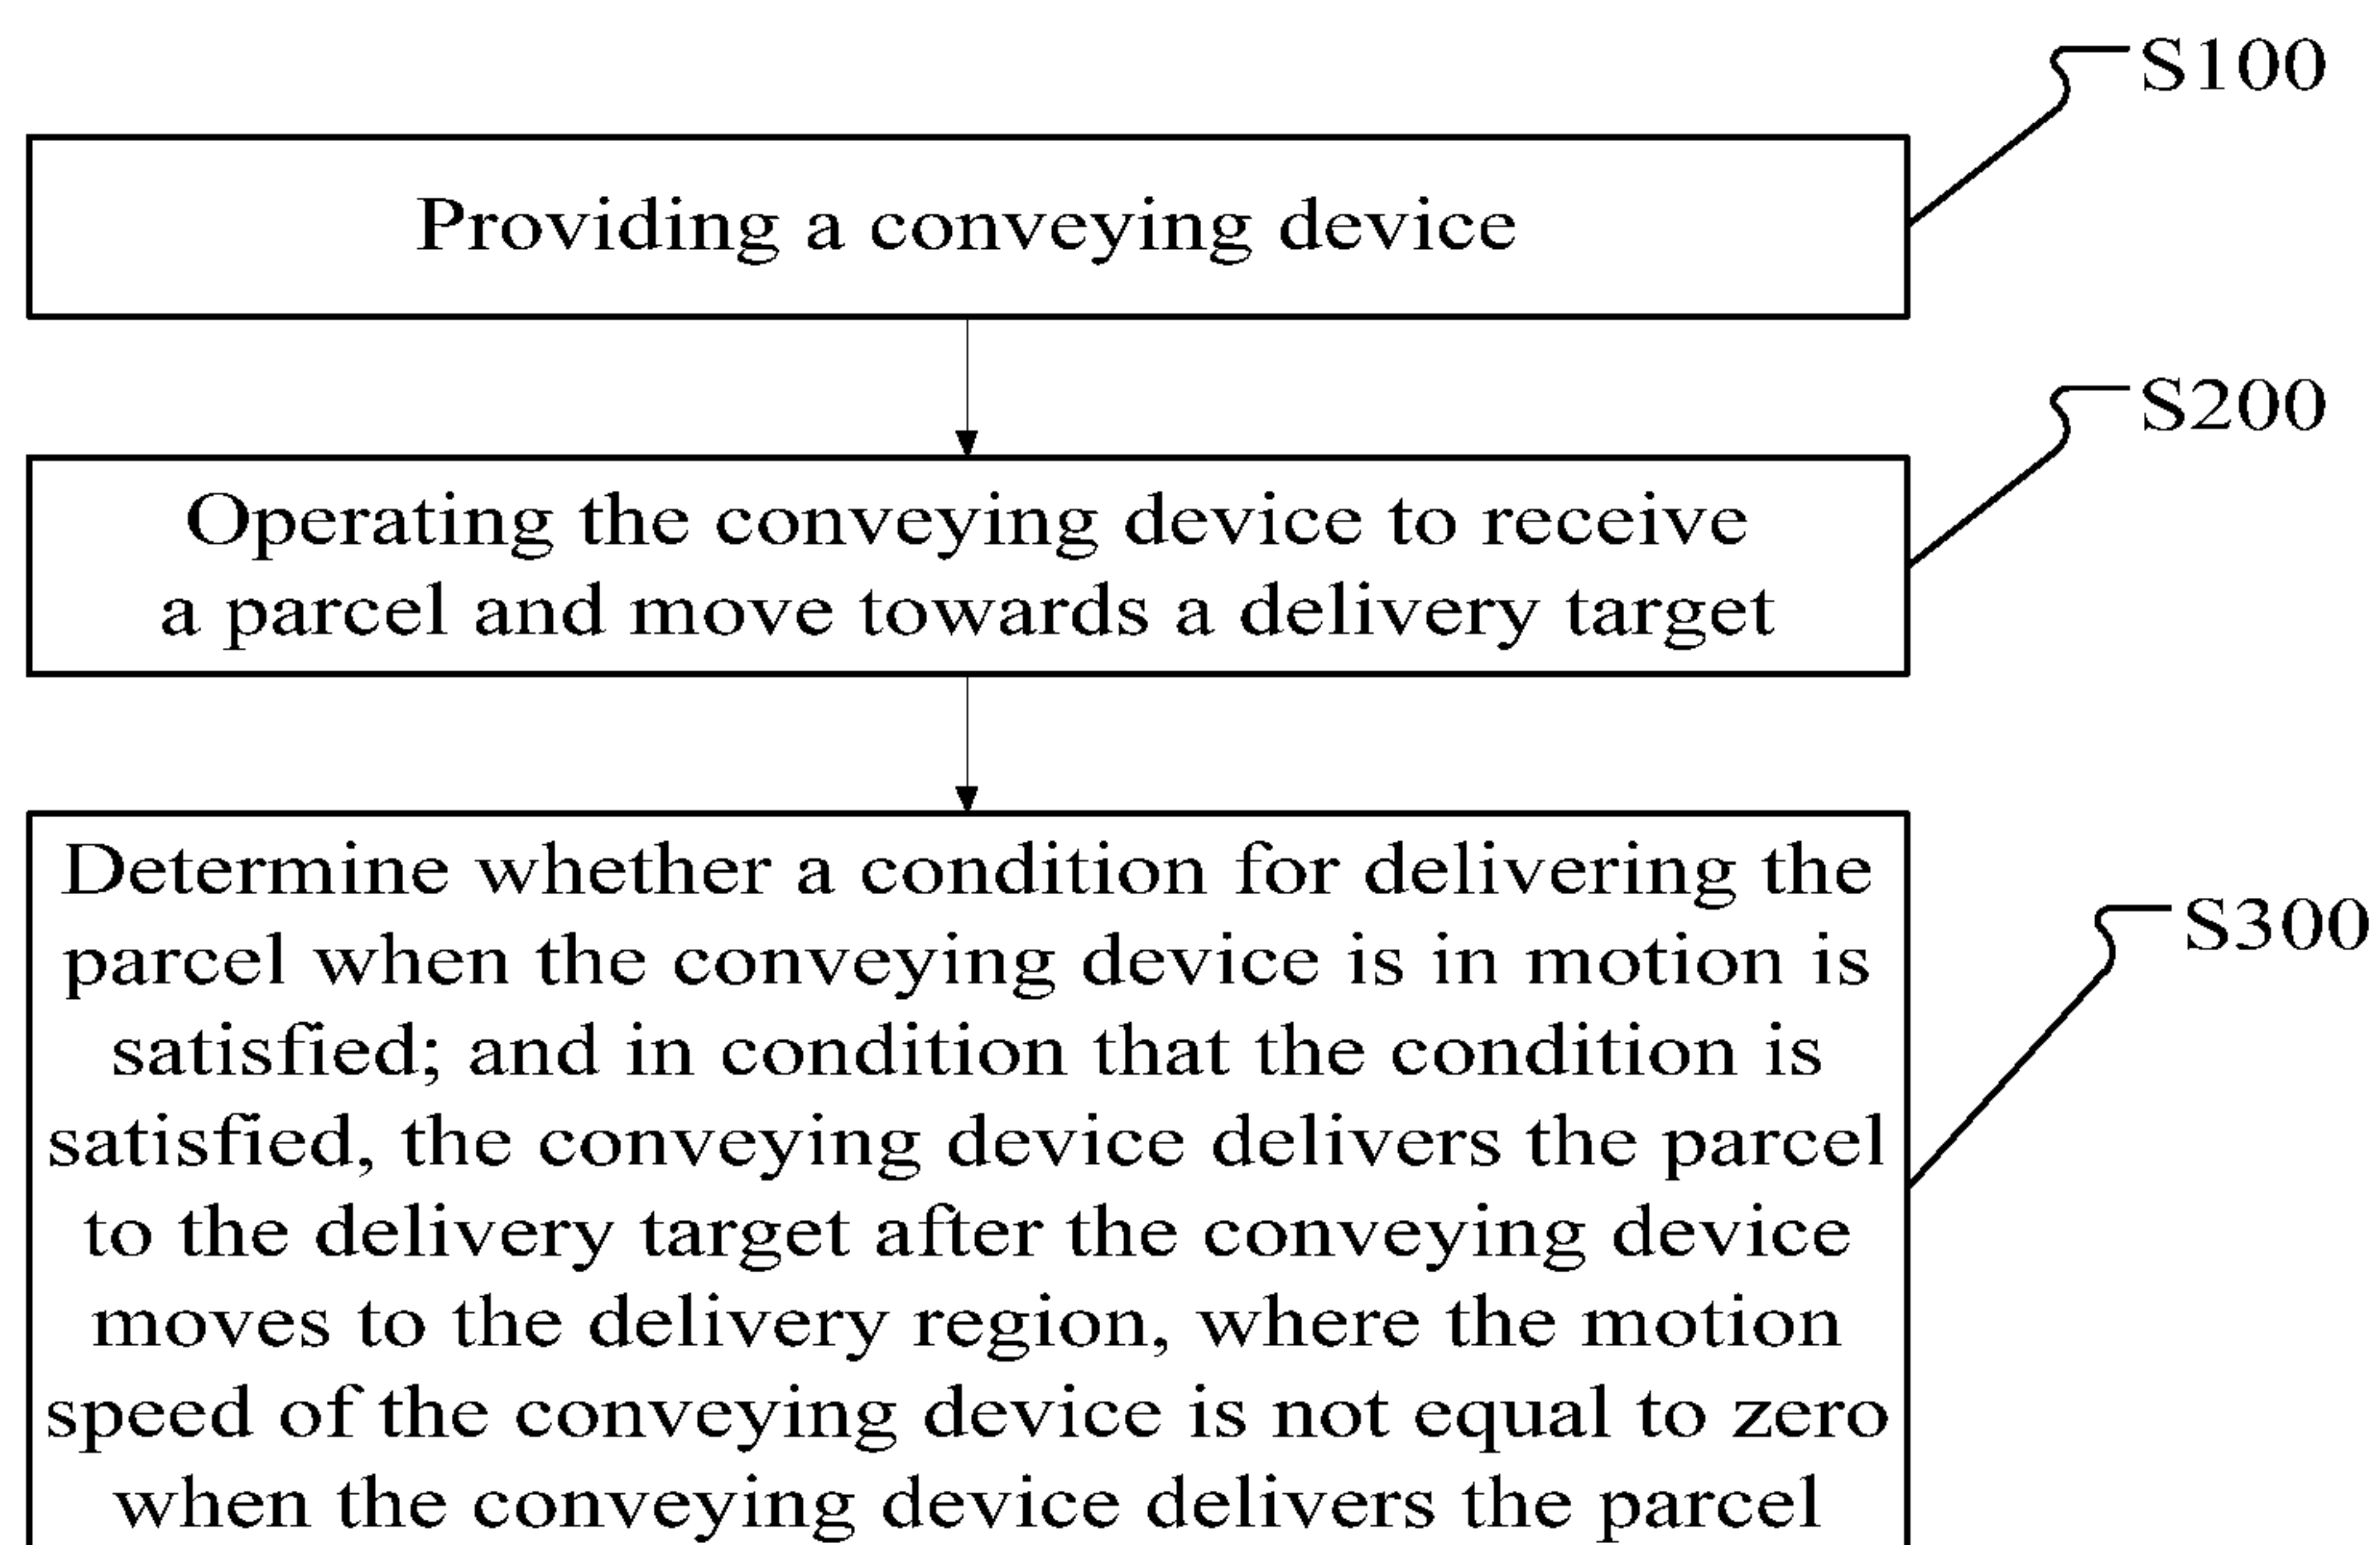 S100
Providing a conveying device
S200
Operating the conveying device to receive
a parcel and move towards a delivery target
Determine whether a condition for delivering the
parcel when the conveying device is in motion is
satisfied; and in condition that the condition is
satisfied, the conveying device delivers the parcel
to the delivery target after the conveying device
moves to the delivery region, where the motion
speed of the conveying device is not equal to zero
when the conveying device delivers the parcel
S300